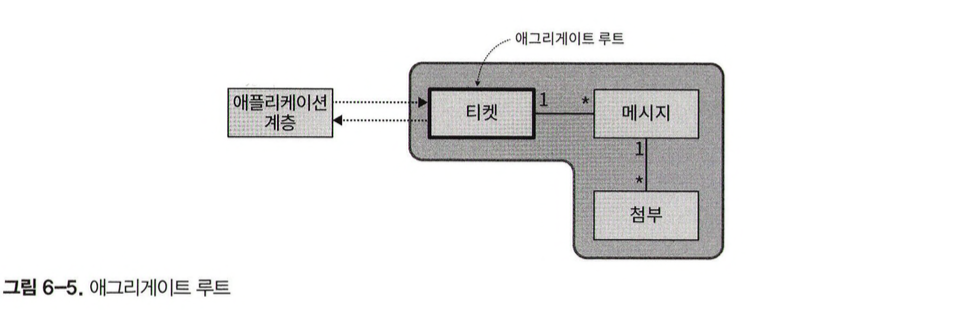 애그리게이트 루트
애플리케이션
계층
티켓
1
*
메시지
1
*
첨부
그림 6-5. 애그리게이트 루트